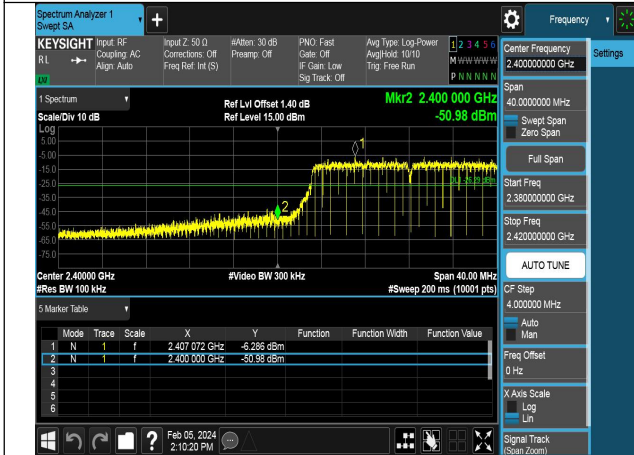 Spectrum Analyzer 1
Swept SA
Frequency
KEYSIGHT
RL
Input: RF
Coupling: AC
Align: Auto
Input Z: 50 Ω
Corrections: Off
Freq Ref: Int (S)
#Atten: 30 dB
Preamp: Off
PNO: Fast
Gate: Off
IF Gain: Low
Sig Track: Off
Avg Type: Log-Power
Avg|Hold: 10/10
Trig: Free Run
1 2 3 4 5 6
M W W W W W
P N N N N N
1 Spectrum
Scale/Div 10 dB
Ref Lvl Offset 1.40 dB
Ref Level 15.00 dBm
Mkr2 2.400 000 GHz
-50.98 dBm
Log
5.00
-5.00
-15.0
-25.0
-35.0
-45.0
-55.0
-65.0
-75.0
1
2
Center 2.40000 GHz
#Video BW 300 kHz
Span 40.00 MHz
#Res BW 100 kHz
#Sweep 200 ms (10001 pts)
5 Marker Table
Mode Trace Scale X Y Function Function Width Function Value
1 N 1 f 2.407 072 GHz -6.286 dBm
2 N 1 f 2.400 000 GHz -50.98 dBm
3
4
5
6
Feb 05, 2024
2:10:20 PM
Settings
Center Frequency
2.400000000 GHz
Span
40.0000000 MHz
Swept Span
Zero Span
Full Span
Start Freq
2.380000000 GHz
Stop Freq
2.420000000 GHz
AUTO TUNE
CF Step
4.000000 MHz
Auto
Man
Freq Offset
0 Hz
X Axis Scale
Log
Lin
Signal Track
(Span Zoom)